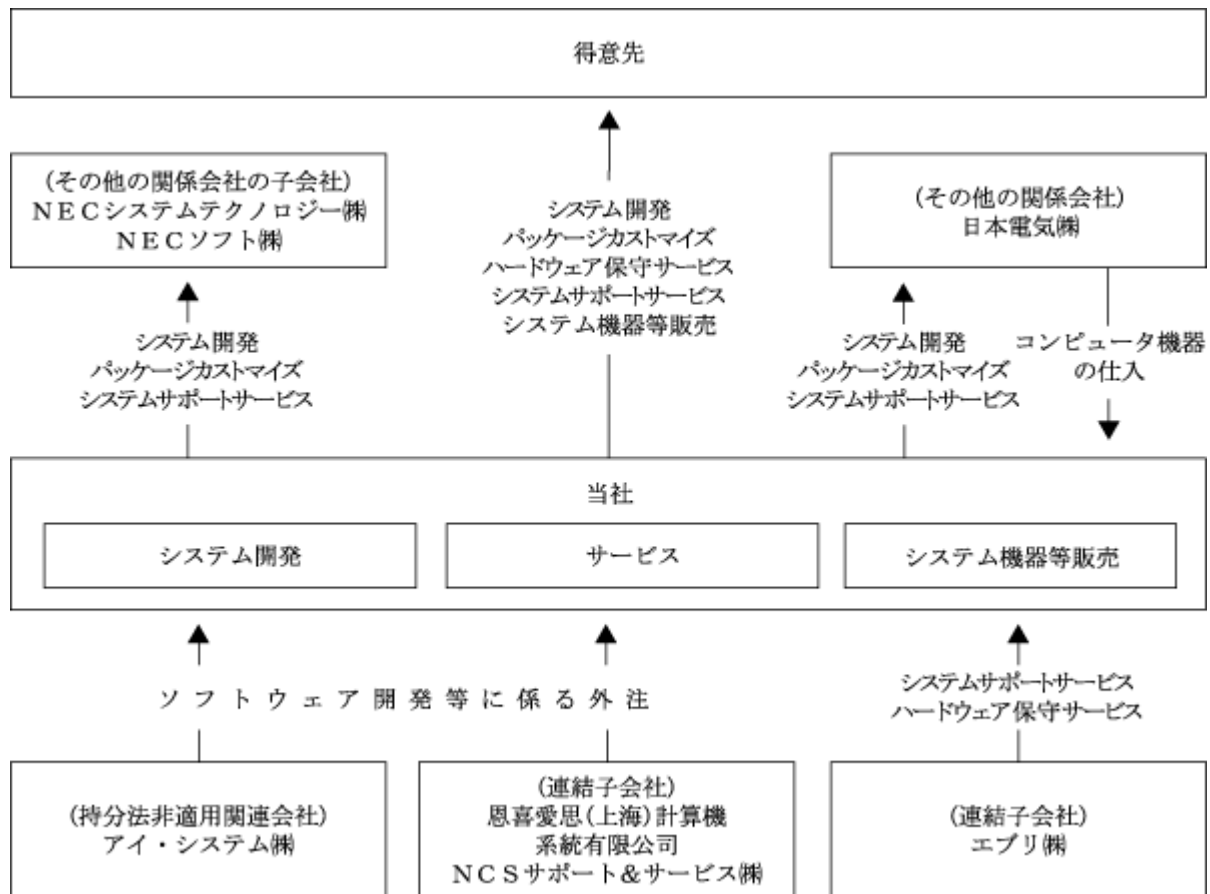 得意先
(その他の関係会社の子会社)
ＮＥＣシステムテクノロジー㈱
ＮＥＣソフト㈱
システム開発
パッケージカストマイズ
ハードウェア保守サービス
システムサポートサービス
システム機器等販売
(その他の関係会社)
日本電気㈱
システム開発
パッケージカストマイズ
システムサポートサービス
システム開発
パッケージカストマイズ
システムサポートサービス
コンピュータ機器
の仕入
当社
システム開発
サービス
システム機器等販売
ソフトウェア開発等に係る外注
システムサポートサービス
ハードウェア保守サービス
(持分法非適用関連会社)
アイ・システム㈱
(連結子会社)
恩喜愛思(上海)計算機
系統有限公司
ＮＣＳサポート＆サービス㈱
(連結子会社)
エブリ㈱